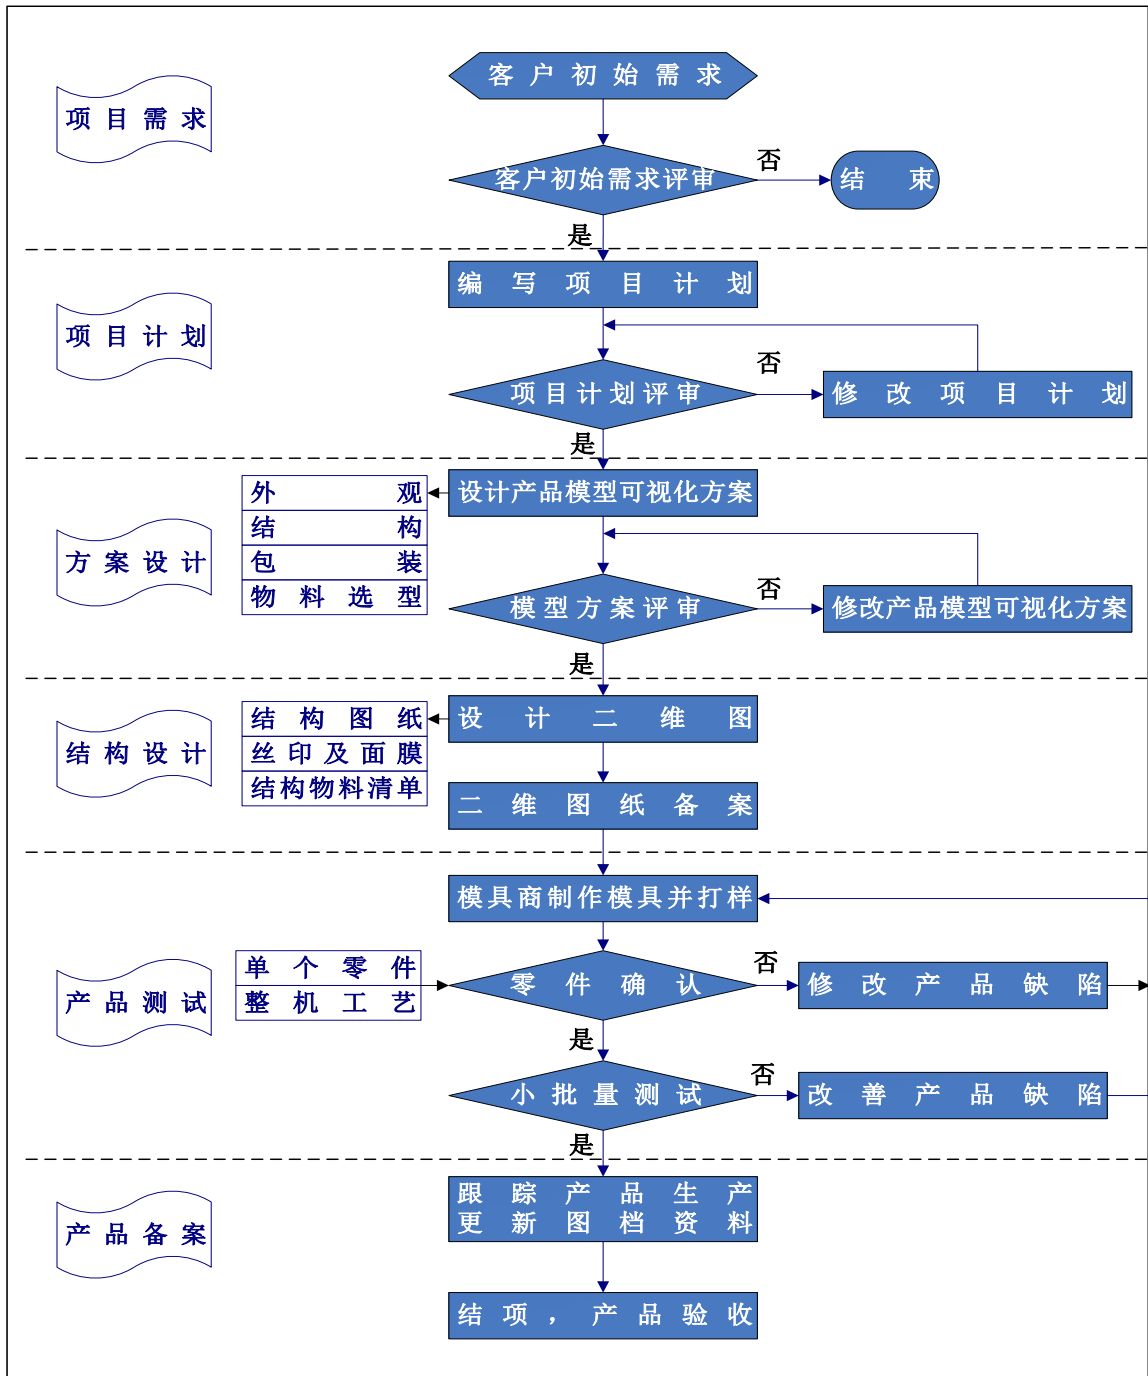 客户初始需求
项目需求
客户初始需求评审
否
结束
是
编写项目计划
项目计划
项目计划评审
否
修改项目计划
是
设计产品模型可视化方案
外观
结构
包装
物料选型
方案设计
模型方案评审
否
修改产品模型可视化方案
是
设计二维图
结构图纸
丝印及面膜
结构物料清单
结构设计
二维图纸备案
模具商制作模具并打样
单个零件
整机工艺
产品测试
零件确认
否
修改产品缺陷
是
小批量测试
否
改善产品缺陷
是
跟踪产品生产
更新图档资料
产品备案
结项，产品验收